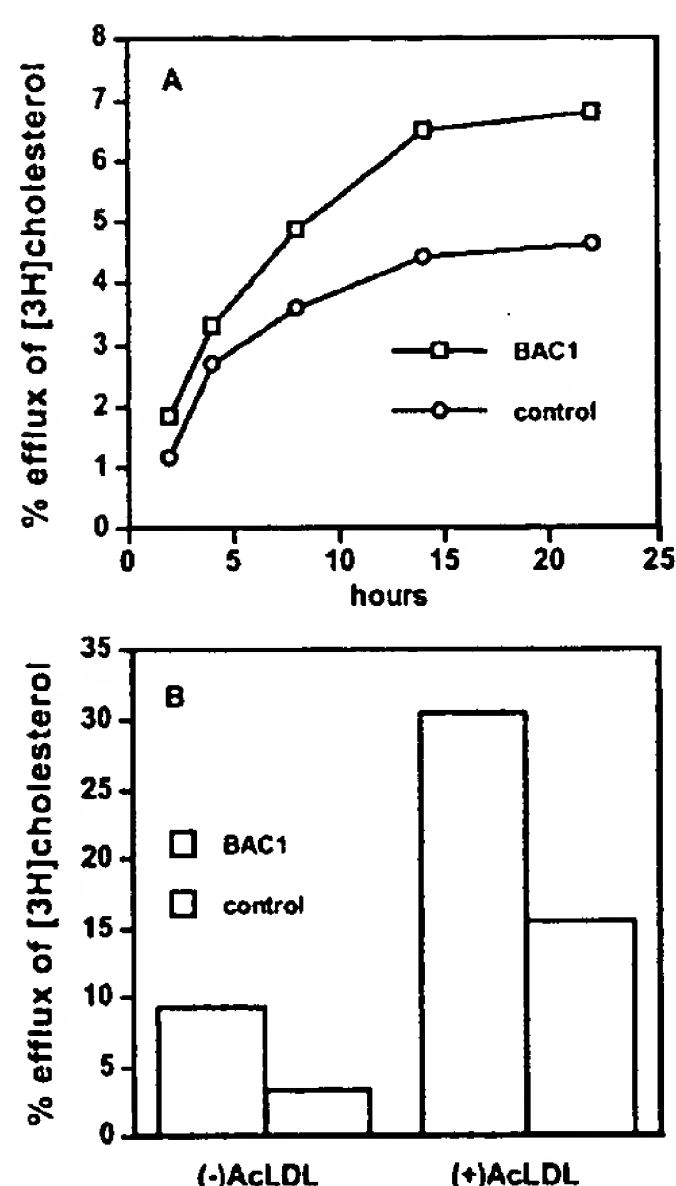 % efflux of [3H]cholesterol
A
8
7
6
5
4
3
2
1
0
BAC1
control
0 5 10 15 20 25
hours
% efflux of [3H]cholesterol
B
35
30
25
20
15
10
5
0
BAC1
control
(-)AcLDL (+)AcLDL